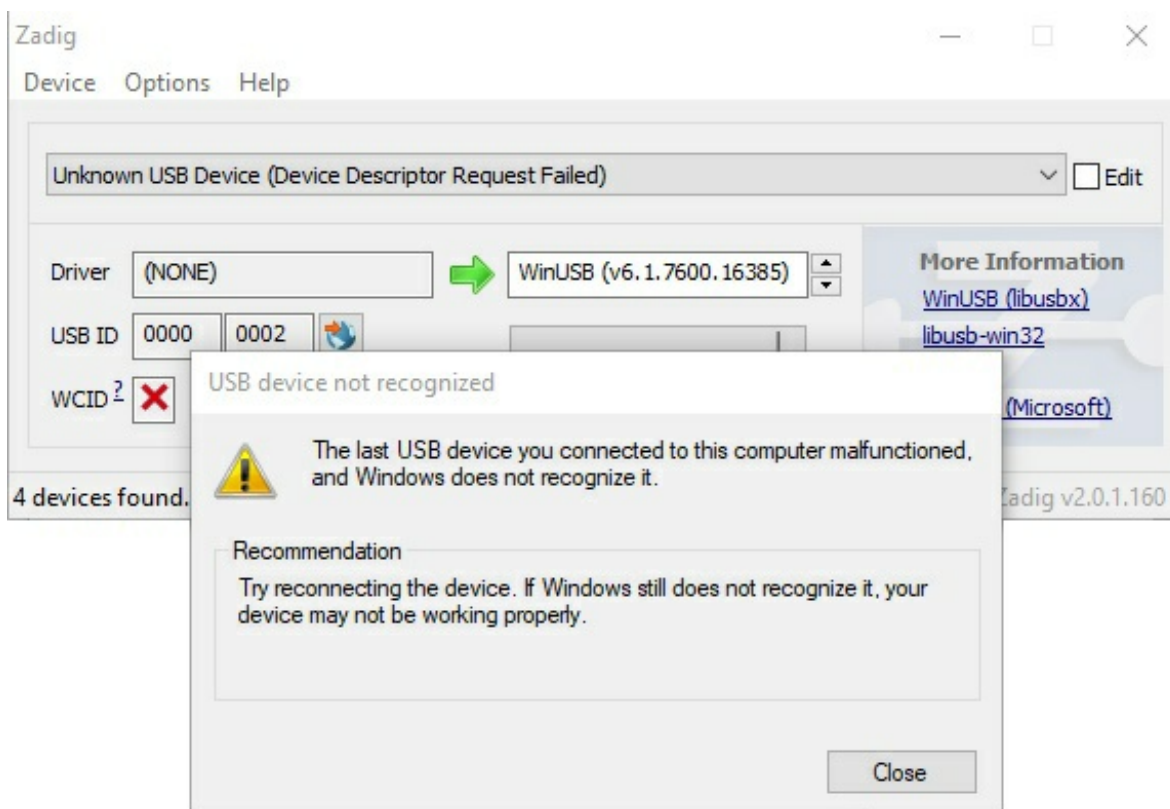 Zadig
Device Options Help
Unknown USB Device (Device Descriptor Request Failed)
Edit
Driver (NONE) WinUSB (v6.1.7600.16385)
More Information
WinUSB (libusbx)
USB ID 0000 0002
libusb-win32
WCID ?
(Microsoft)
4 devices found.
Zadig v2.0.1.160
USB device not recognized
The last USB device you connected to this computer malfunctioned,
and Windows does not recognize it.
Recommendation
Try reconnecting the device. If Windows still does not recognize it, your
device may not be working properly.
Close